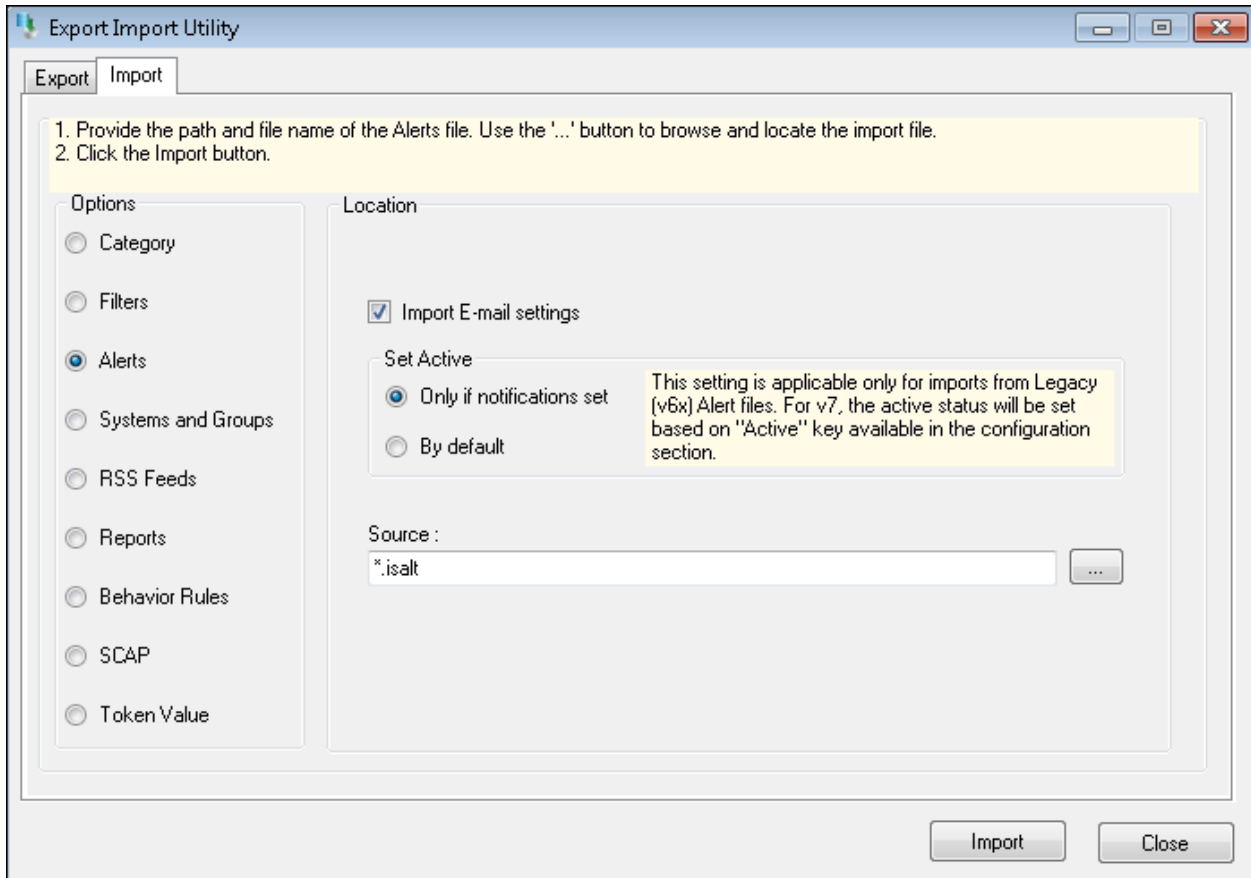 Export Import Utility
Export
Import
1. Provide the path and file name of the Alerts file. Use the '...' button to browse and locate the import file.
2. Click the Import button.
Options
Category
Filters
Alerts
Systems and Groups
RSS Feeds
Reports
Behavior Rules
SCAP
Token Value
Location
Import E-mail settings
Set Active
Only if notifications set
By default
This setting is applicable only for imports from Legacy
(v6x) Alert files. For v7, the active status will be set
based on "Active" key available in the configuration
section.
Source :
*.isalt
...
Import
Close